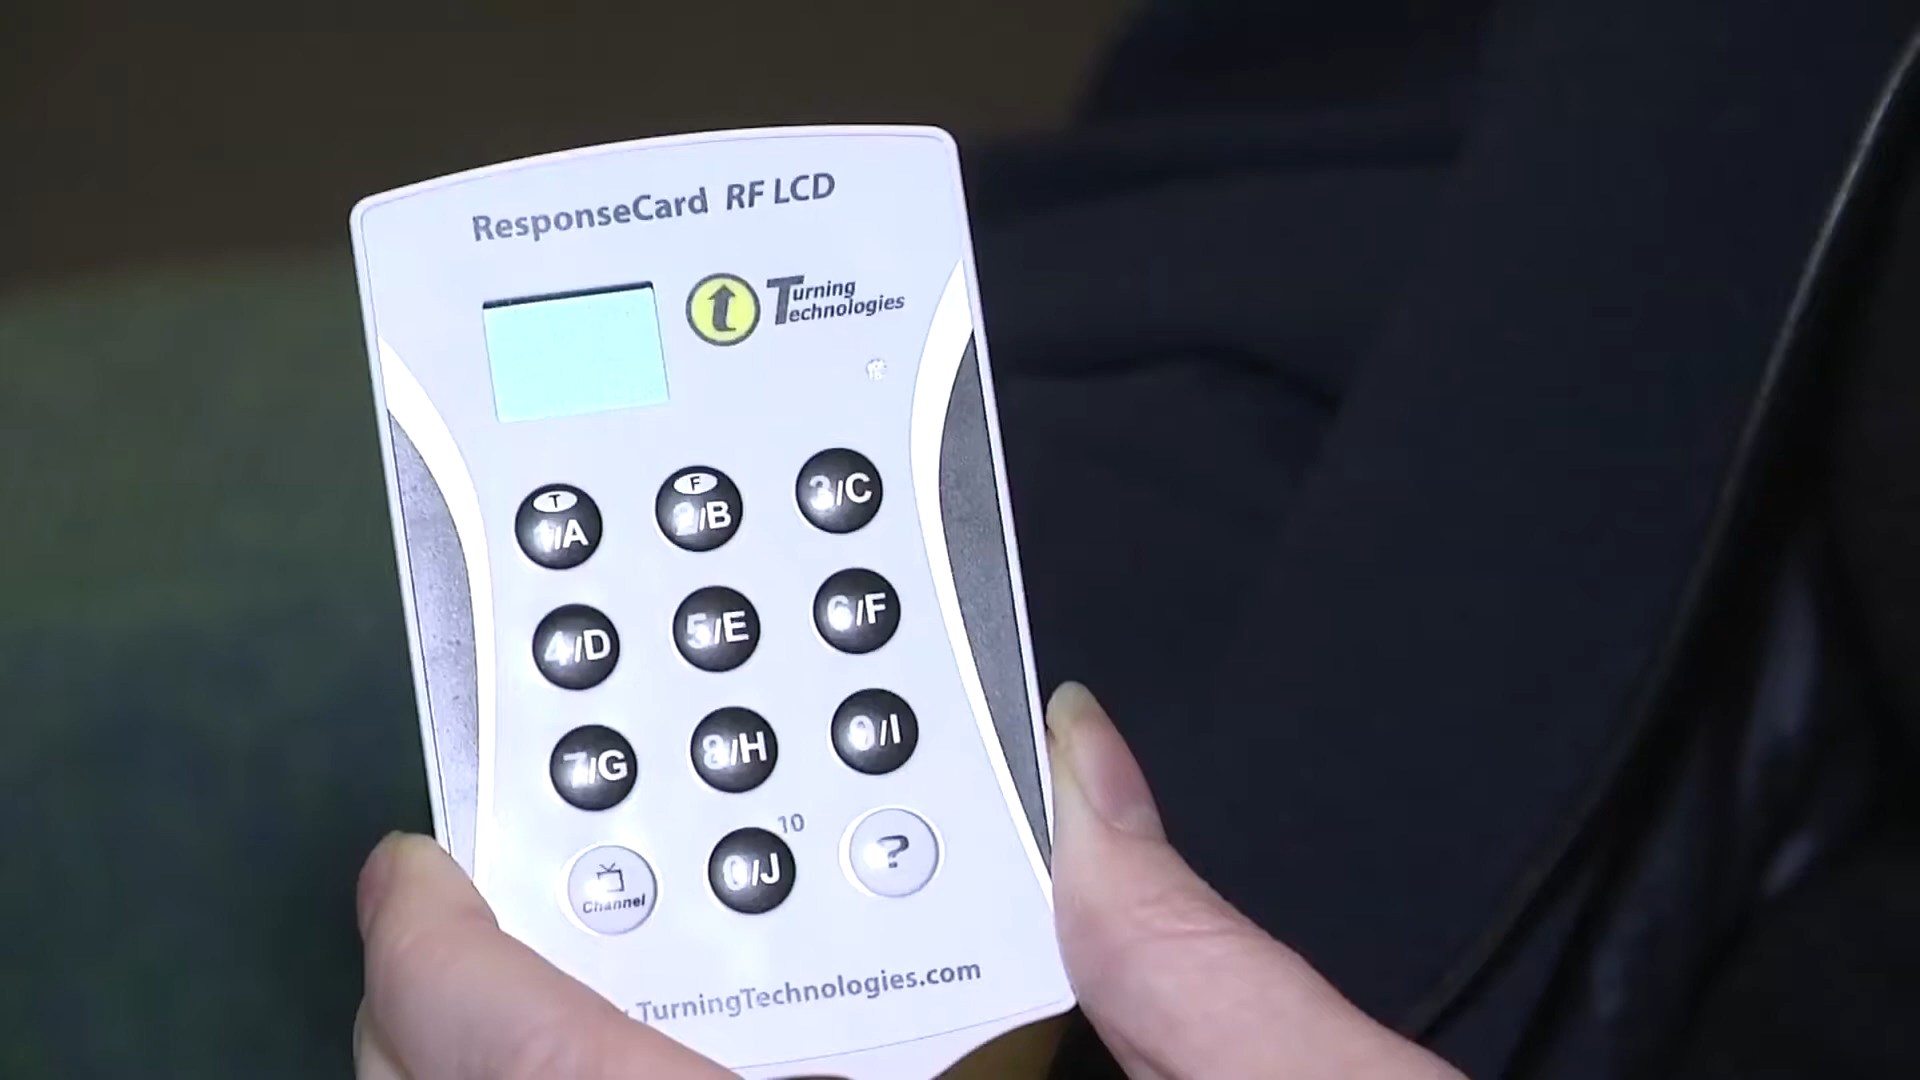 ResponseCard RF LCD
t Turning
Technologies
T
1/A
F
2/B
3/C
4/D
5/E
6/F
7/G
8/H
9/I
Channel
10
0/J
?
TurningTechnologies.com